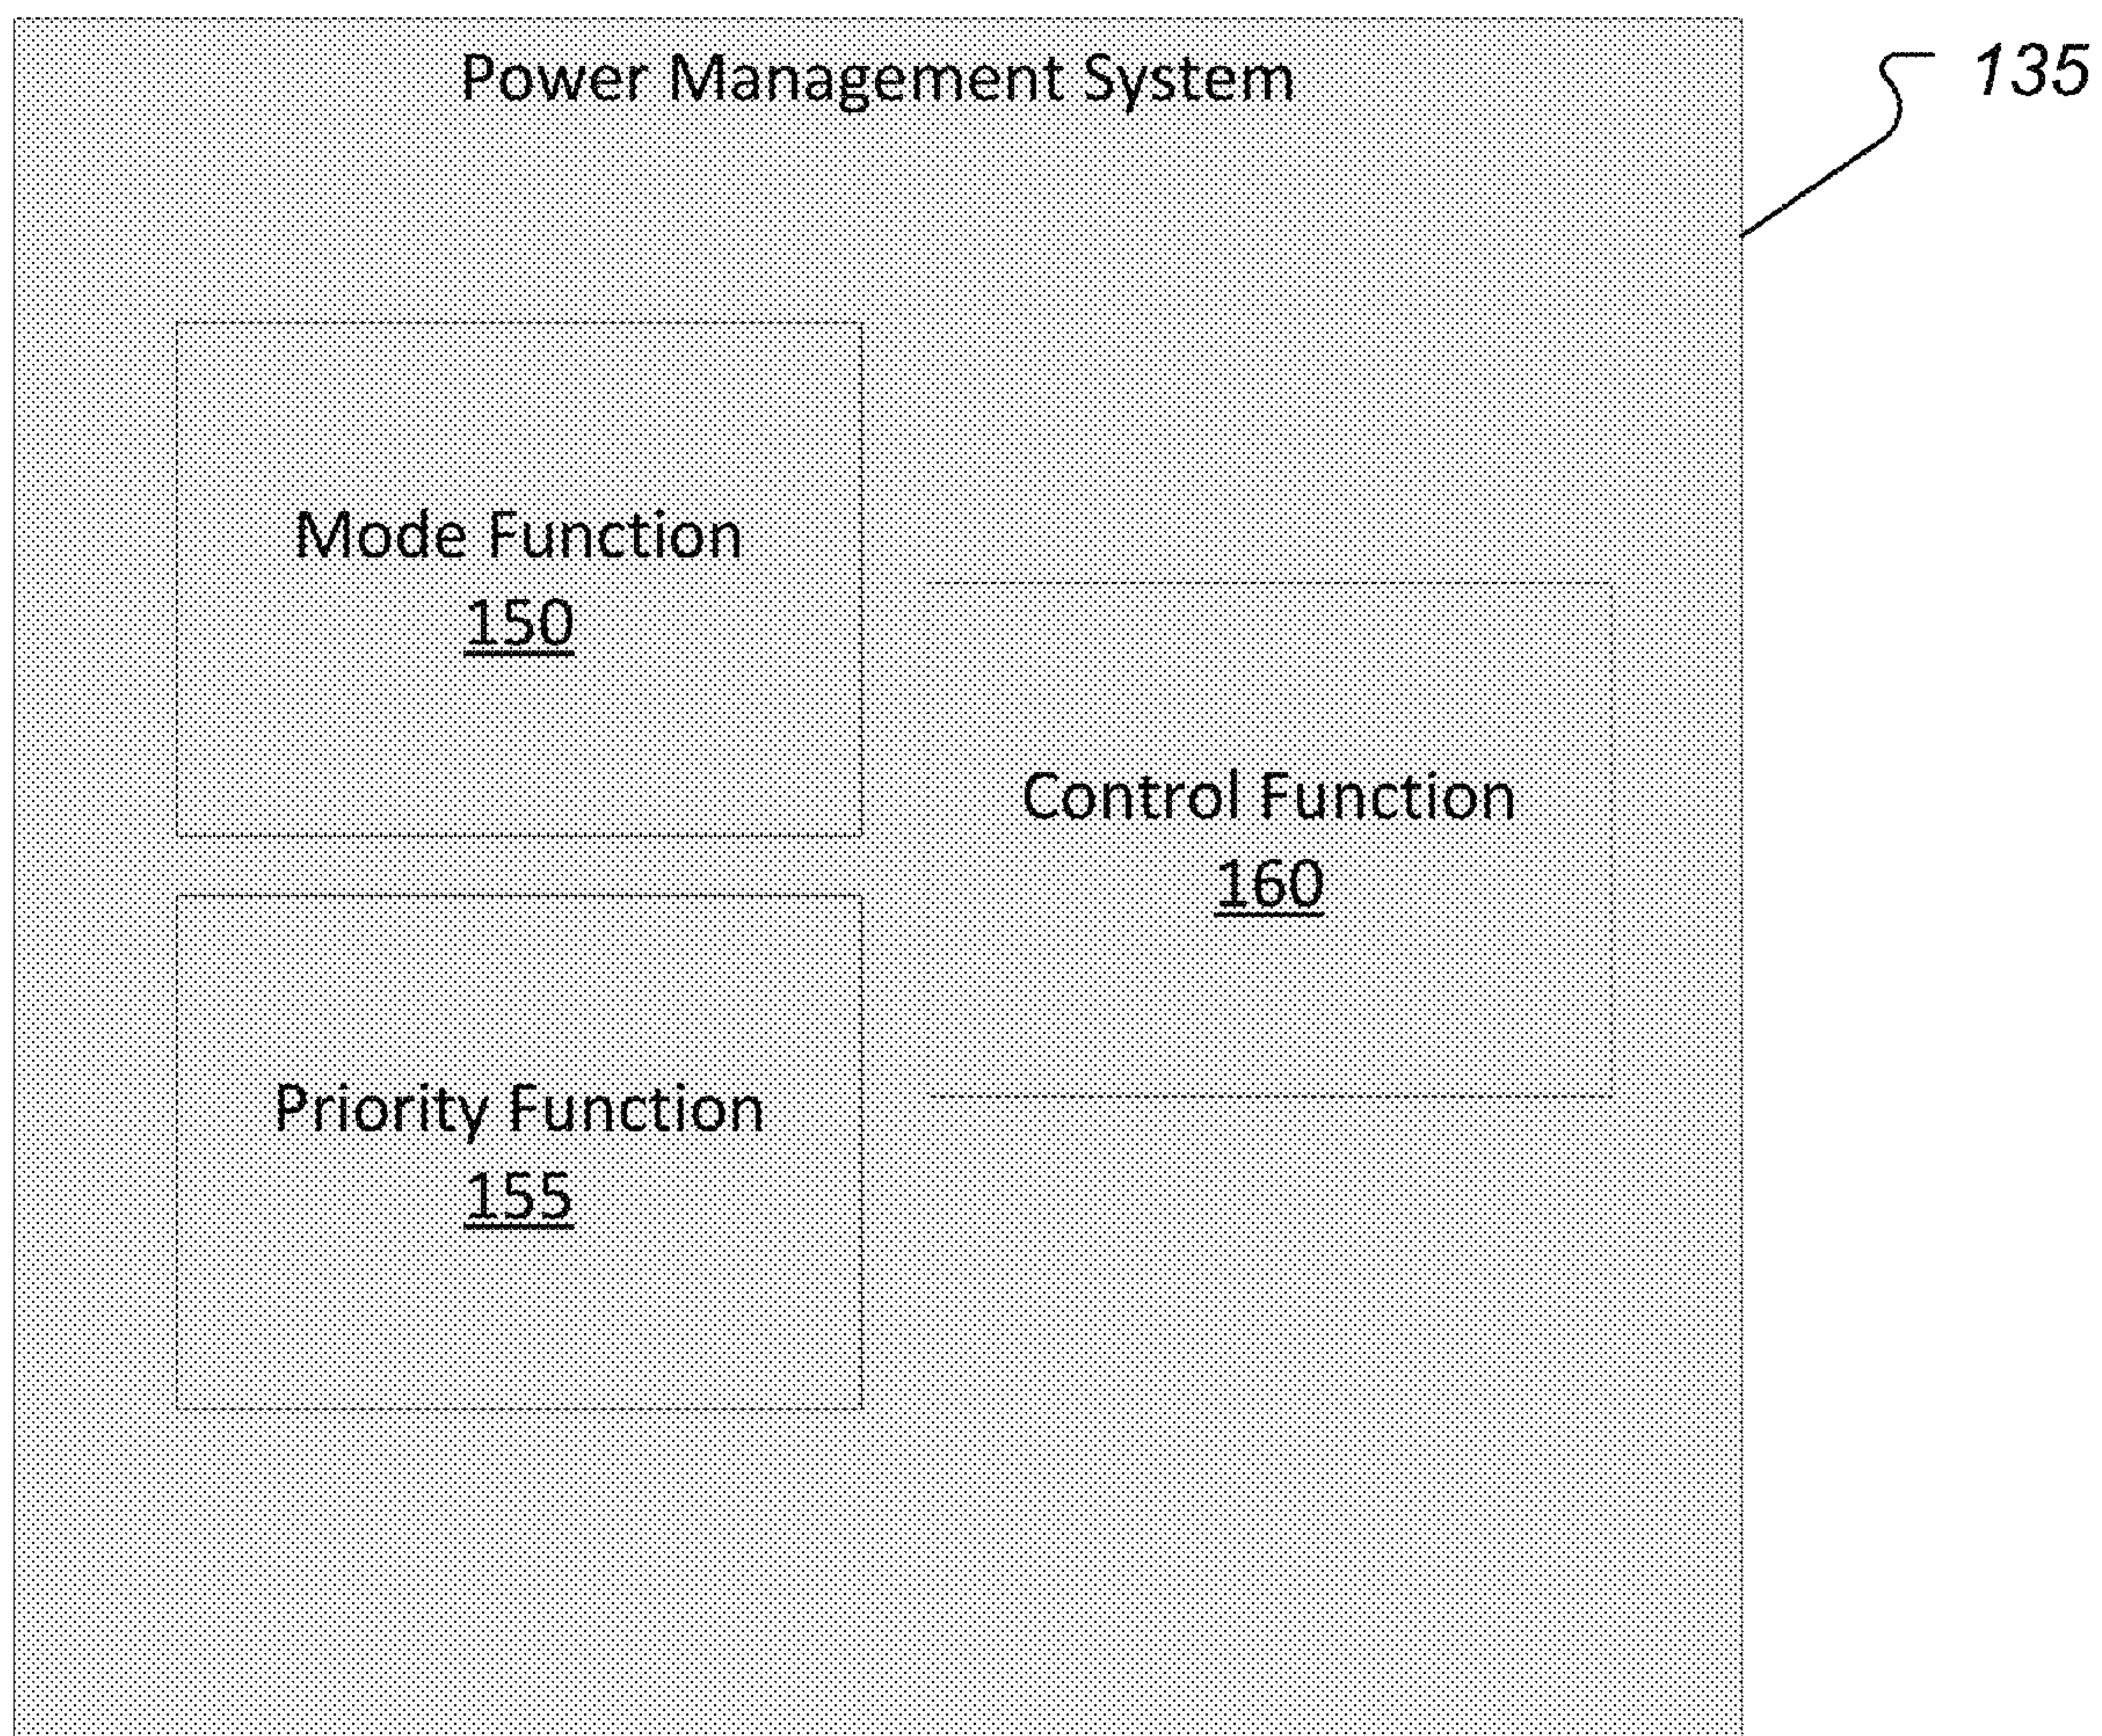 Power Management System
135
Mode Function
150
Control Function
160
Priority Function
155